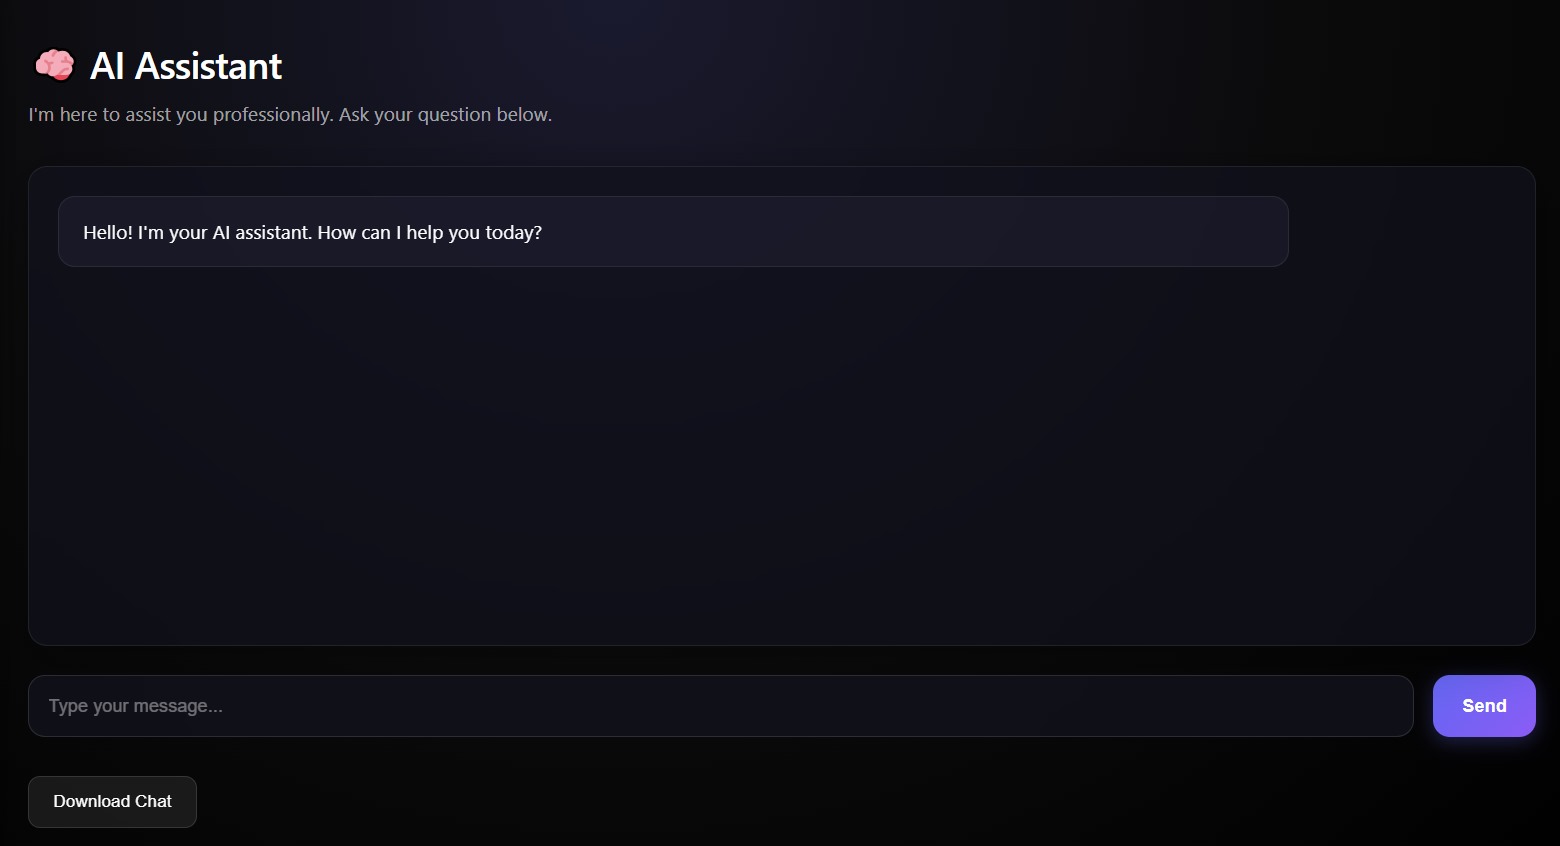 AI Assistant
I'm here to assist you professionally. Ask your question below.
Hello! I'm your AI assistant. How can I help you today?
Type your message...
Send
Download Chat